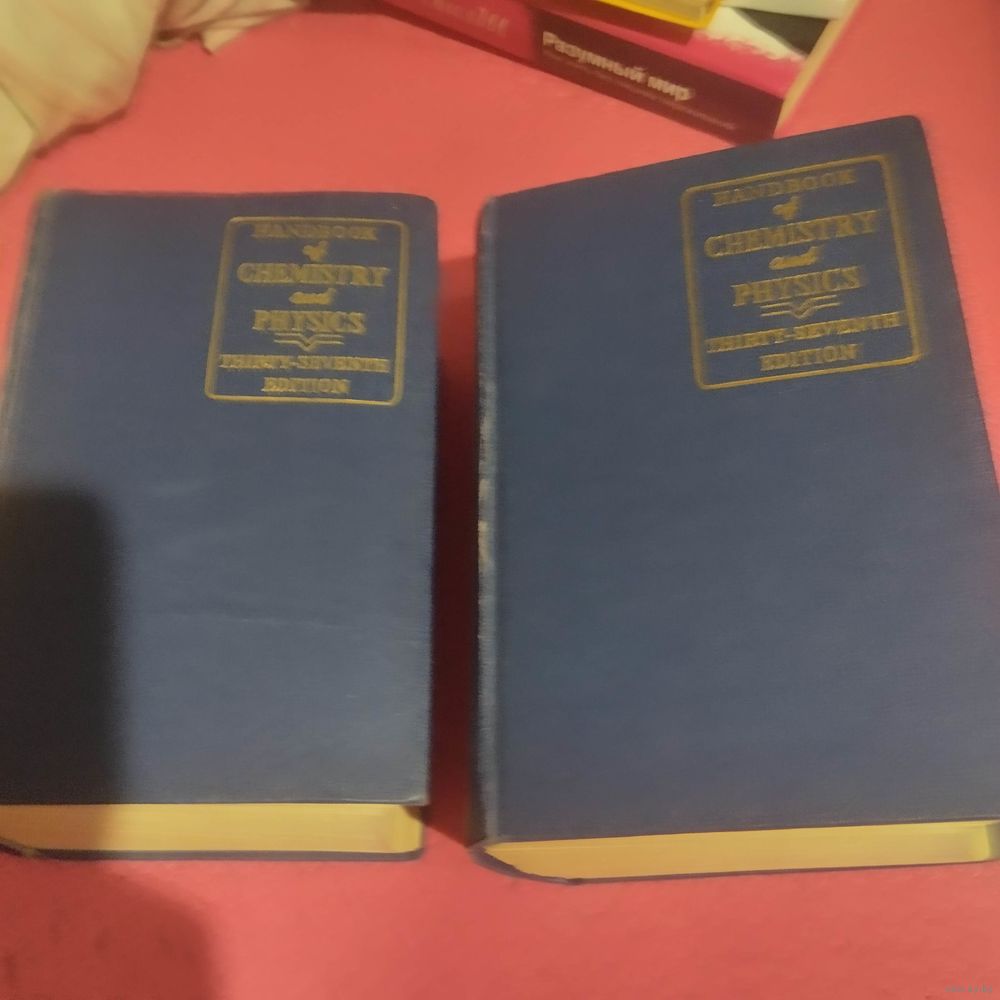 Разумный мир
HANDBOOK
of
CHEMISTRY
and
PHYSICS
THIRTY-SEVENTH
EDITION
HANDBOOK
of
CHEMISTRY
and
PHYSICS
THIRTY-SEVENTH
EDITION